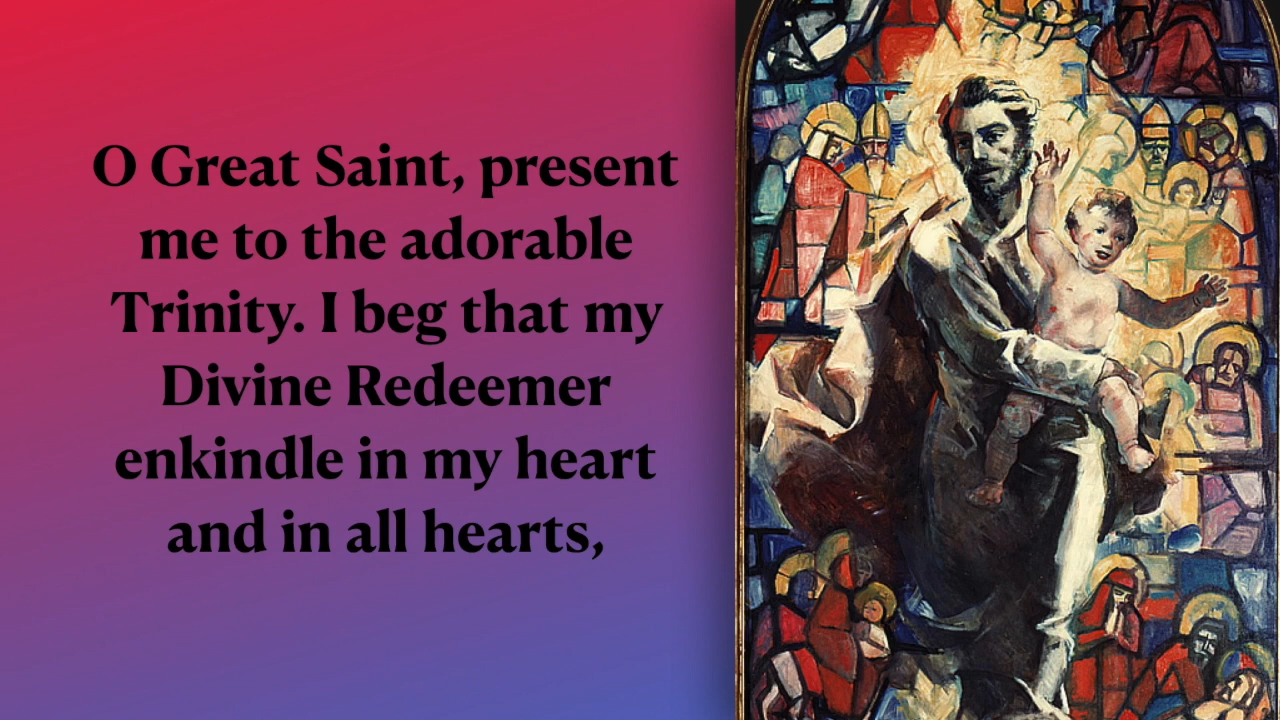 O Great Saint, present
me to the adorable
Trinity. I beg that my
Divine Redeemer
enkindle in my heart
and in all hearts,